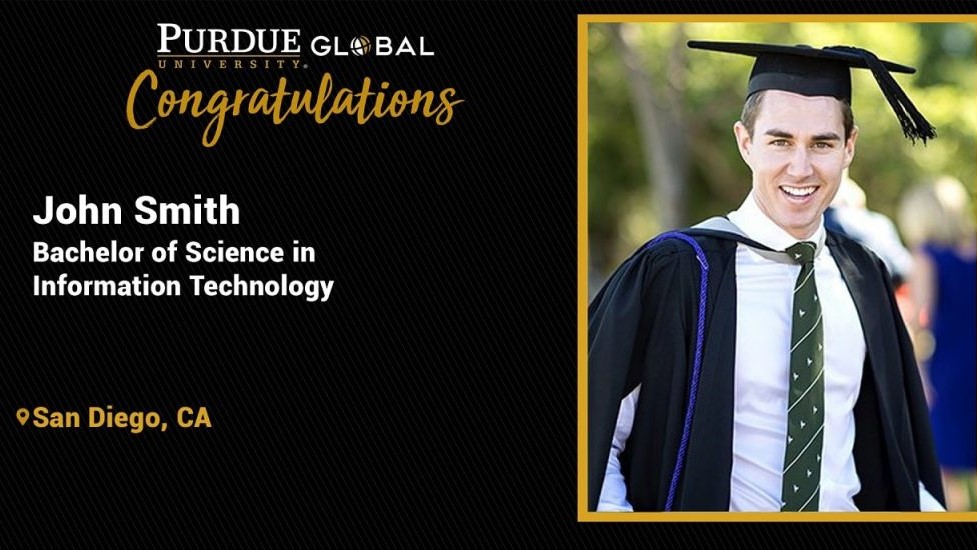 PURDUE GLOBAL
UNIVERSITY®
Congratulations
John Smith
Bachelor of Science in
Information Technology
San Diego, CA